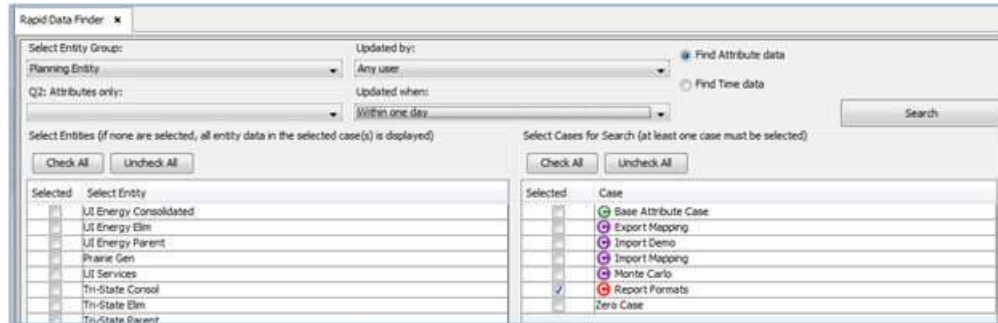 Rapid Data Finder
Select Entity Group:
Planning Entity
Updated by:
Any user
Find Attribute data
Q2: Attributes only:
Updated when:
Within one day
Find Time data
Search
Select Entities (if none are selected, all entity data in the selected case(s) is displayed)
Check All Uncheck All
Selected Select Entity
UI Energy Consolidated
UI Energy Elim
UI Energy Parent
Prairie Gen
UI Services
Tri-State Consol
Tri-State Elim
Tri-State Parent
Select Cases for Search (at least one case must be selected)
Check All Uncheck All
Selected Case
C Base Attribute Case
C Export Mapping
C Import Demo
C Import Mapping
C Monte Carlo
C Report Formats
Zero Case